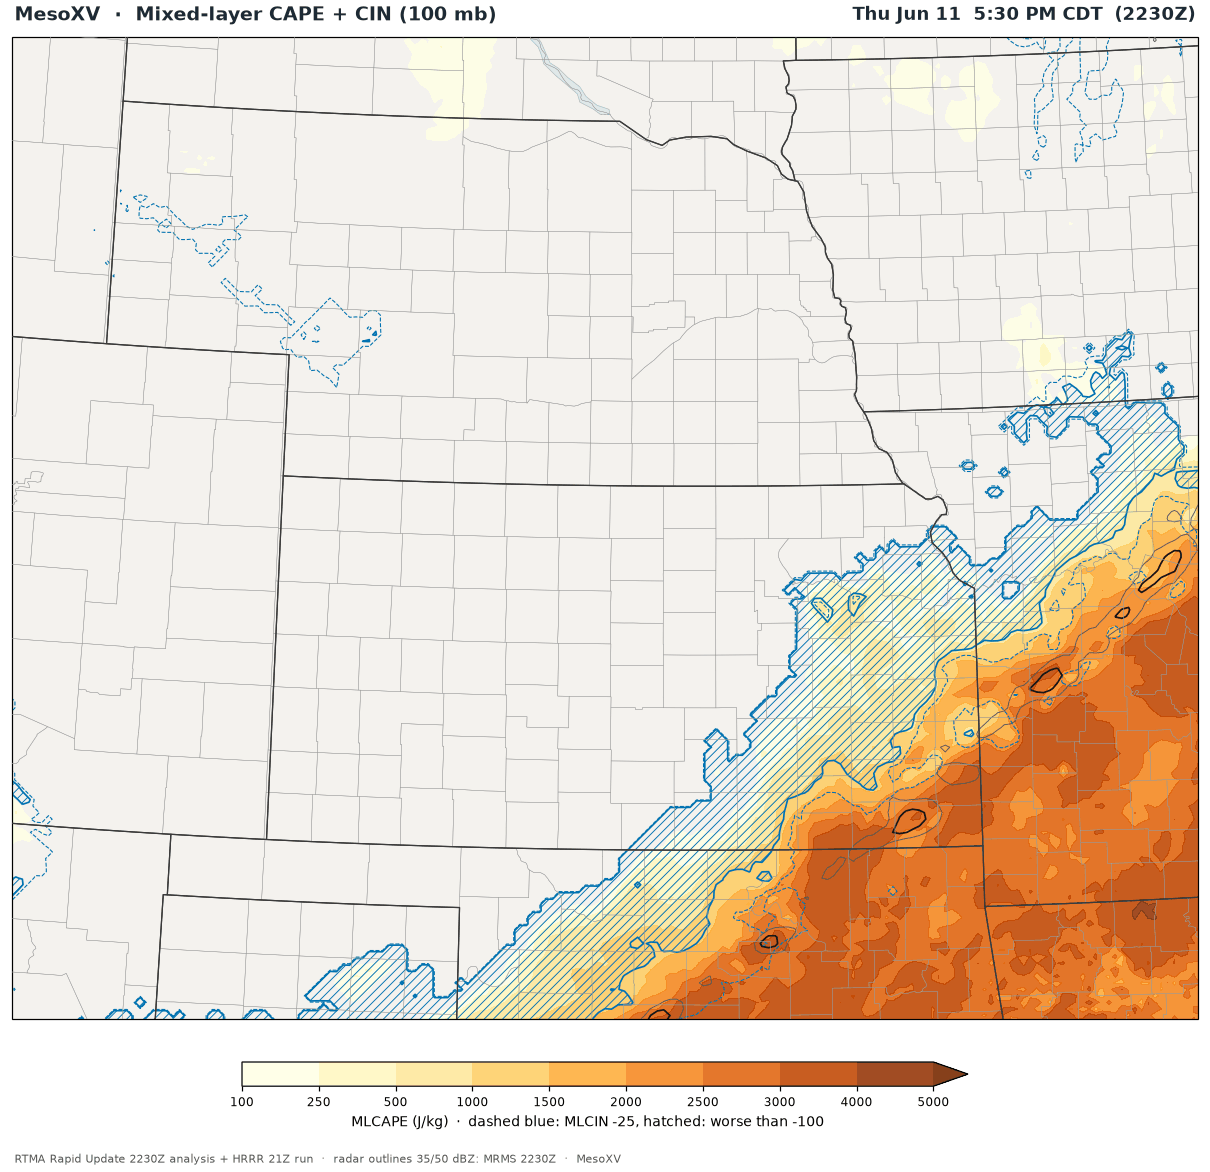 MesoXV · Mixed-layer CAPE + CIN (100 mb)
Thu Jun 11 5:30 PM CDT (2230Z)
100 250 500 1000 1500 2000 2500 3000 4000 5000
MLCAPE (J/kg) · dashed blue: MLCIN -25, hatched: worse than -100
RTMA Rapid Update 2230Z analysis + HRRR 21Z run · radar outlines 35/50 dBZ: MRMS 2230Z · MesoXV